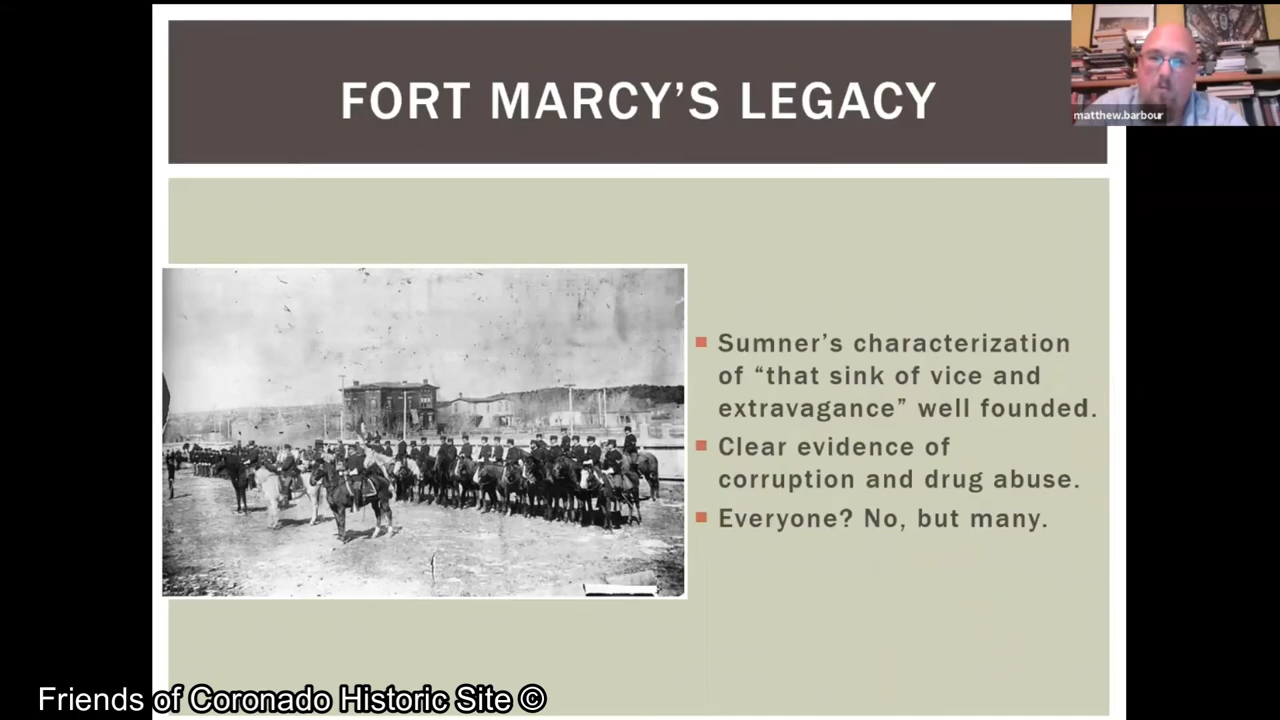 FORT MARCY’S LEGACY
matthew.barbour
▪ Sumner’s characterization
of “that sink of vice and
extravagance” well founded.
▪ Clear evidence of
corruption and drug abuse.
▪ Everyone? No, but many.
Friends of Coronado Historic Site ©